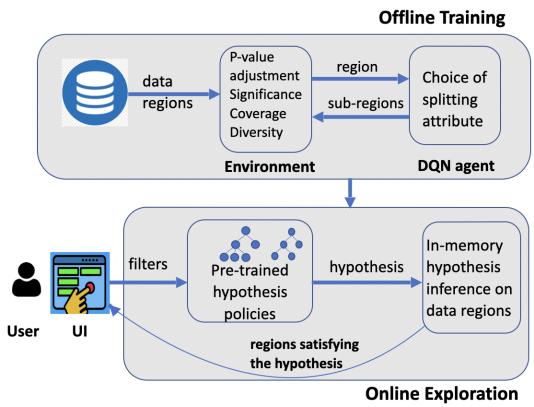 Offline Training
data
regions
P-value
adjustment
Significance
Coverage
Diversity
Environment
region
sub-regions
Choice of
splitting
attribute
DQN agent
User
UI
filters
Pre-trained
hypothesis
policies
hypothesis
In-memory
hypothesis
inference on
data regions
regions satisfying
the hypothesis
Online Exploration